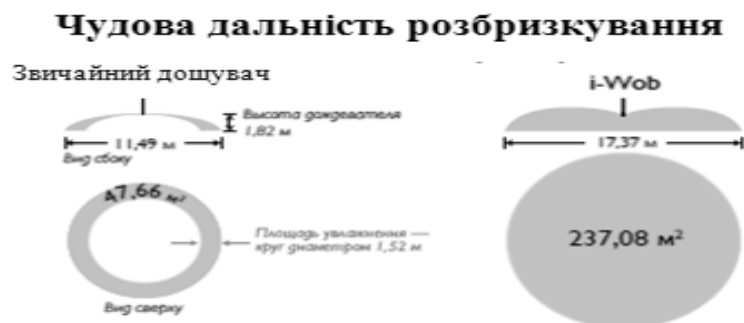 Чудова дальність розбризкування
Звичайний дощувач
i-Wob
Высота дождевателя
1,82 м
11,49 м
17,37 м
Вид сбоку
47,66 м²
Площадь увлажнения —
круг диаметром 1,52 м
237,08 м²
Вид сверху